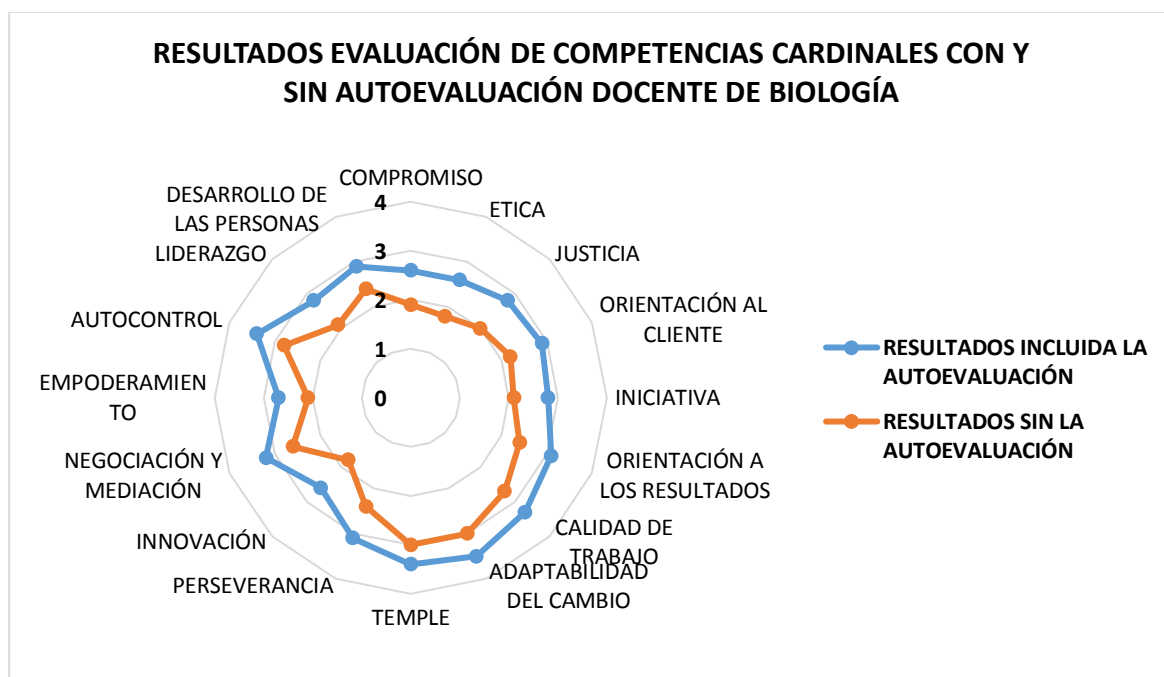 RESULTADOS EVALUACIÓN DE COMPETENCIAS CARDINALES CON Y
SIN AUTOEVALUACIÓN DOCENTE DE BIOLOGÍA
COMPROMISO
ETICA
JUSTICIA
ORIENTACIÓN AL
CLIENTE
INICIATIVA
ORIENTACIÓN A
LOS RESULTADOS
CALIDAD DE
TRABAJO
ADAPTABILIDAD
DEL CAMBIO
TEMPLE
PERSEVERANCIA
INNOVACIÓN
NEGOCIACIÓN Y
MEDIACIÓN
EMPODERAMIEN
TO
AUTOCONTROL
LIDERAZGO
DESARROLLO DE
LAS PERSONAS
4
3
2
1
0
RESULTADOS INCLUIDA LA
AUTOEVALUACIÓN
RESULTADOS SIN LA
AUTOEVALUACIÓN